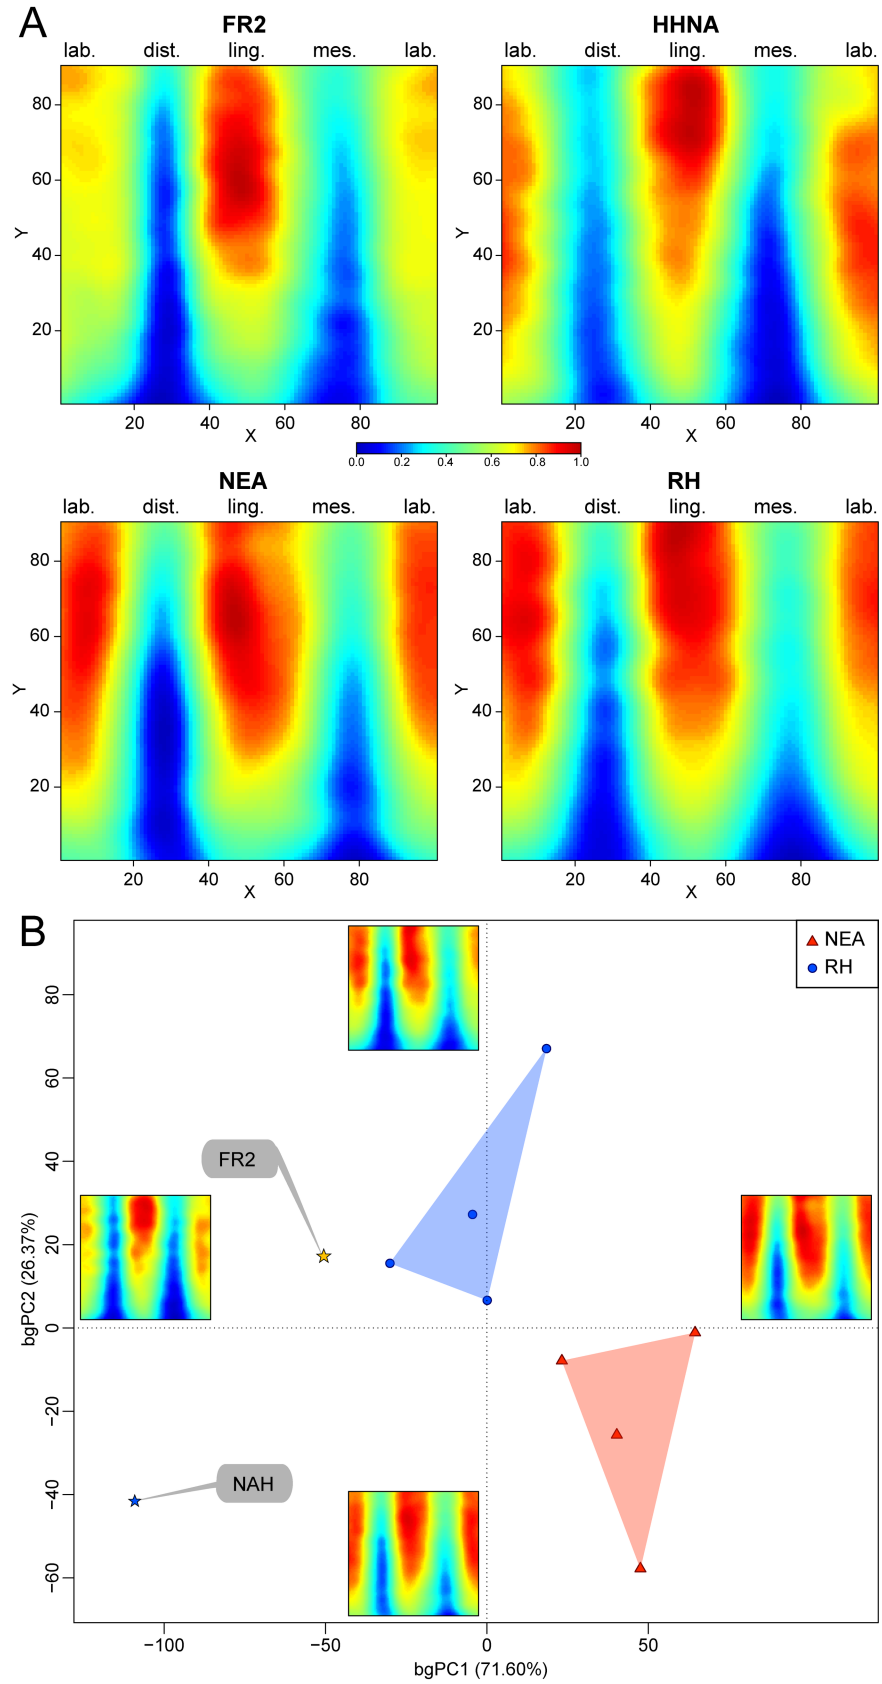 A
FR2
HHNA
lab. dist. ling. mes. lab.
lab. dist. ling. mes. lab.
80
60
40
20
Y
20 40 60 80
X
80
60
40
20
Y
20 40 60 80
X
0.0 0.2 0.4 0.6 0.8 1.0
NEA
RH
lab. dist. ling. mes. lab.
lab. dist. ling. mes. lab.
80
60
40
20
Y
20 40 60 80
X
80
60
40
20
Y
20 40 60 80
X
B
NEA
RH
FR2
NAH
80
60
40
20
0
−20
−40
−60
bgPC2 (26.37%)
−100 −50 0 50
bgPC1 (71.60%)